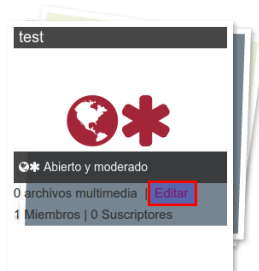 test
Abierto y moderado
0 archivos multimedia | Editar
1 Miembros | 0 Suscriptores